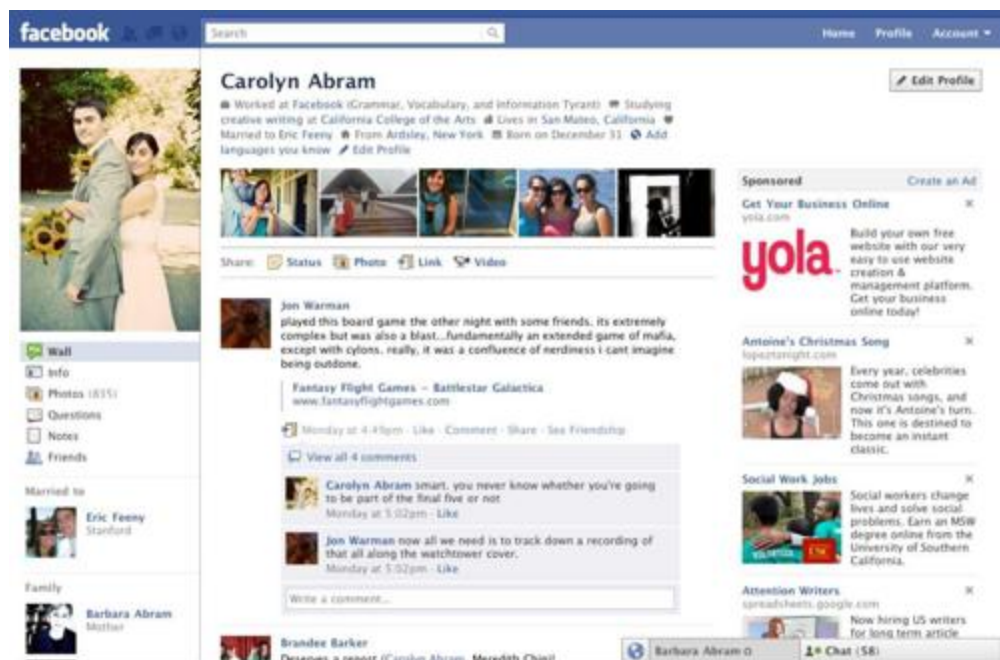 facebook
Search
Home Profile Account
Carolyn Abram
Edit Profile
Worked at Facebook (Grammar, Vocabulary, and Information Tyrant) Studying
creative writing at California College of the Arts Lives in San Mateo, California
Married to Eric Feeny From Ardsley, New York Born on December 31 Add
languages you know Edit Profile
Share: Status Photo Link Video
Jon Warman
played this board game the other night with some friends. its extremely
complex but was also a blast...fundamentally an extended game of mafia,
except with cylons. really, it was a confluence of nerdiness i cant imagine
being outdone.
Fantasy Flight Games – Battlestar Galactica
www.fantasyflightgames.com
Monday at 4:49pm · Like · Comment · Share · See Friendship
View all 4 comments
Carolyn Abram smart. you never know whether you're going
to be part of the final five or not
Monday at 5:02pm · Like
Jon Warman now all we need is to track down a recording of
that all along the watchtower cover.
Monday at 5:02pm · Like
Write a comment...
Brandee Barker
Deserves a repost (Carolyn Abram, Meredith Chin)!
Wall
Info
Photos (835)
Questions
Notes
Friends
Married to
Eric Feeny
Stanford
Family
Barbara Abram
Mother
Sponsored Create an Ad
Get Your Business Online
yola.com
yola
Build your own free
website with our very
easy to use website
creation &
management platform.
Get your business
online today!
Antoine's Christmas Song
lopeztonight.com
Every year, celebrities
come out with
Christmas songs, and
now it's Antoine's turn.
This one is destined to
become an instant
classic.
Social Work Jobs
Social workers change
lives and solve social
problems. Earn an MSW
degree online from the
University of Southern
California.
Attention Writers
spreadsheets.google.com
Now hiring US writers
for long term article
Barbara Abram
Chat (58)